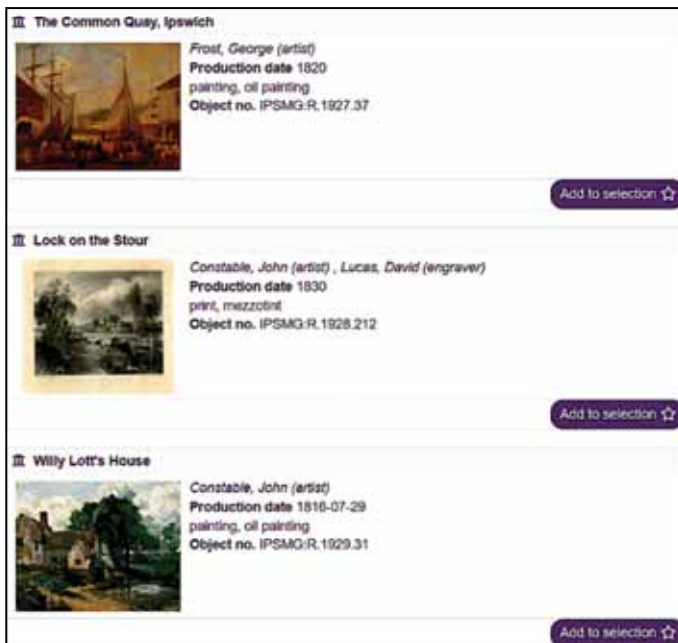 The Common Quay, Ipswich
Frost, George (artist)
Production date 1820
painting, oil painting
Object no. IPSMG:R.1927.37
Add to selection
Lock on the Stour
Constable, John (artist) , Lucas, David (engraver)
Production date 1830
print, mezzotint
Object no. IPSMG:R.1928.212
Add to selection
Willy Lott's House
Constable, John (artist)
Production date 1816-07-29
painting, oil painting
Object no. IPSMG:R.1929.31
Add to selection